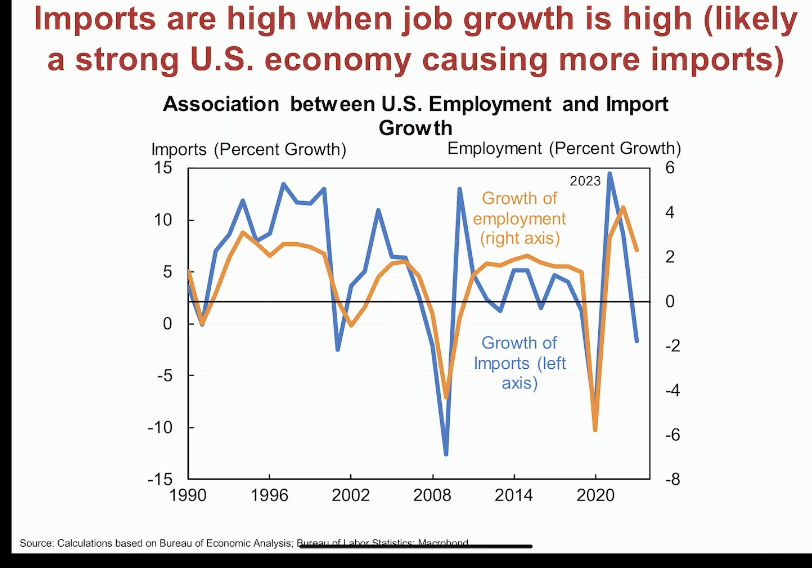 Imports are high when job growth is high (likely
a strong U.S. economy causing more imports)
Association between U.S. Employment and Import
Growth
Imports (Percent Growth)
Employment (Percent Growth)
15
10
5
0
-5
-10
-15
6
4
2
0
-2
-4
-6
-8
2023
Growth of
employment
(right axis)
Growth of
Imports (left
axis)
1990
1996
2002
2008
2014
2020
Source: Calculations based on Bureau of Economic Analysis; Bureau of Labor Statistics; Macrobond